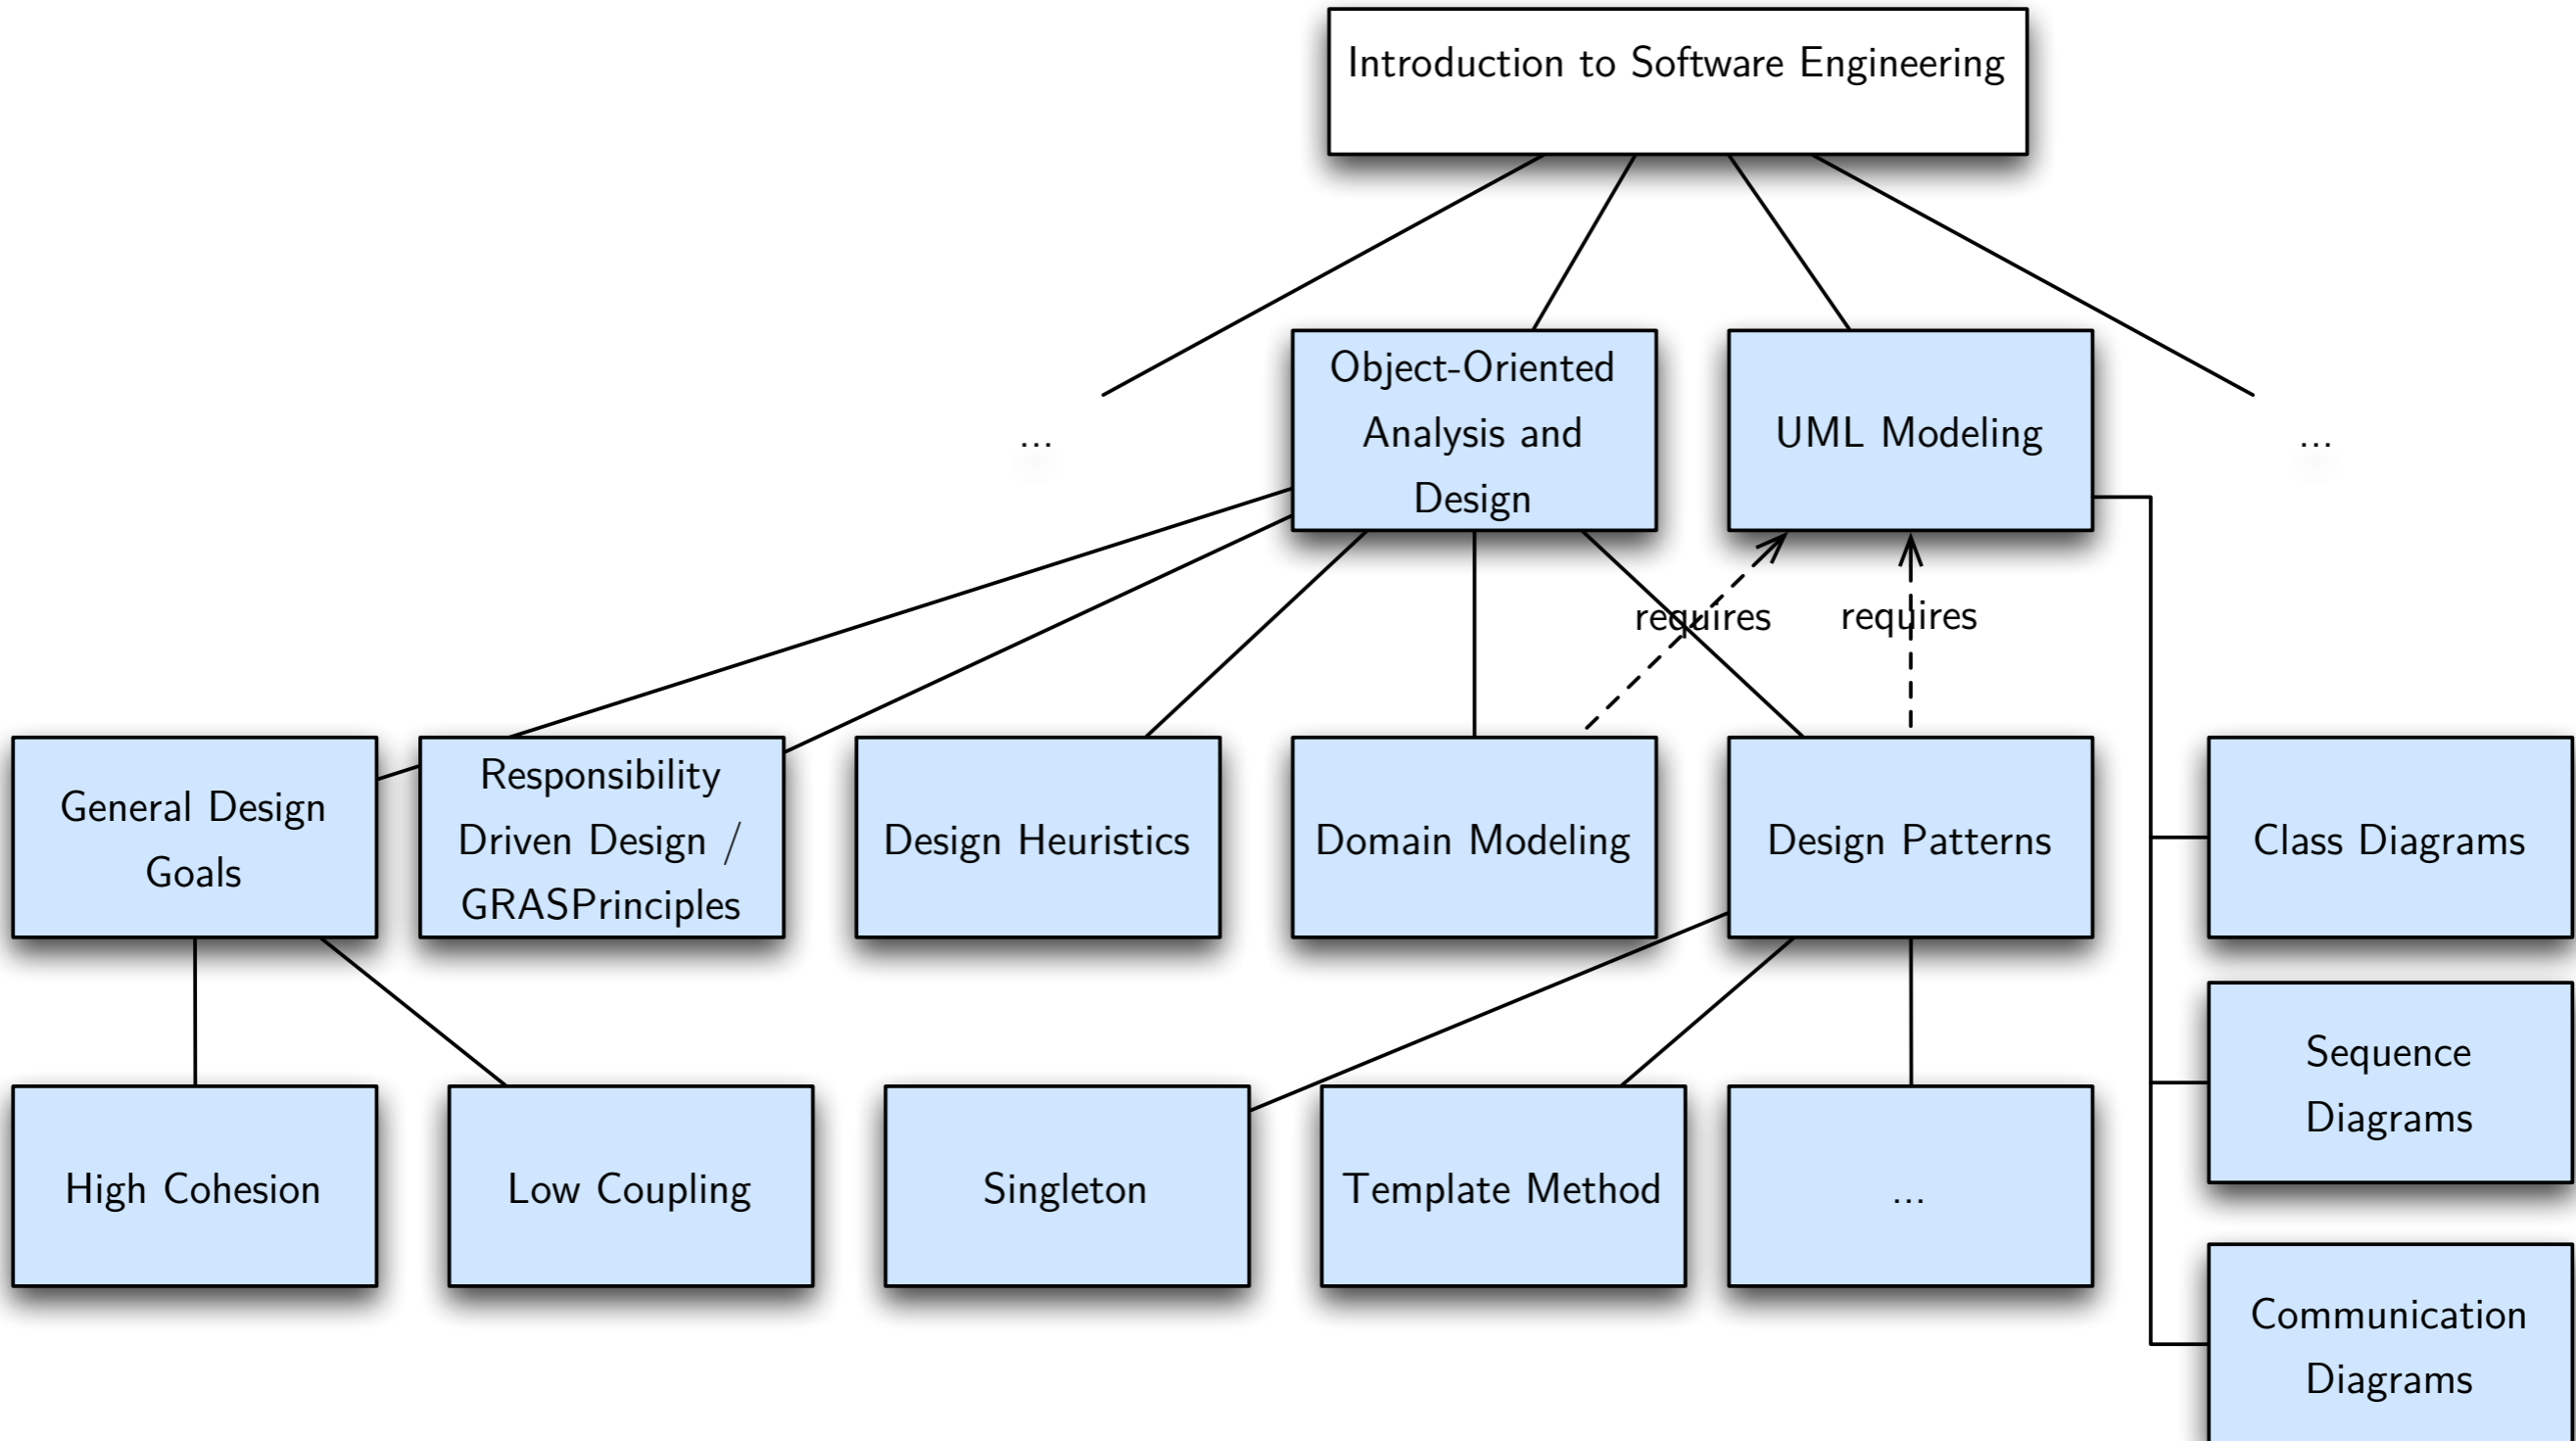 Introduction to Software Engineering
...
Object-Oriented
Analysis and
Design
UML Modeling
...
requires
requires
General Design
Goals
Responsibility
Driven Design /
GRASPrinciples
Design Heuristics
Domain Modeling
Design Patterns
Class Diagrams
High Cohesion
Low Coupling
Singleton
Template Method
...
Sequence
Diagrams
Communication
Diagrams